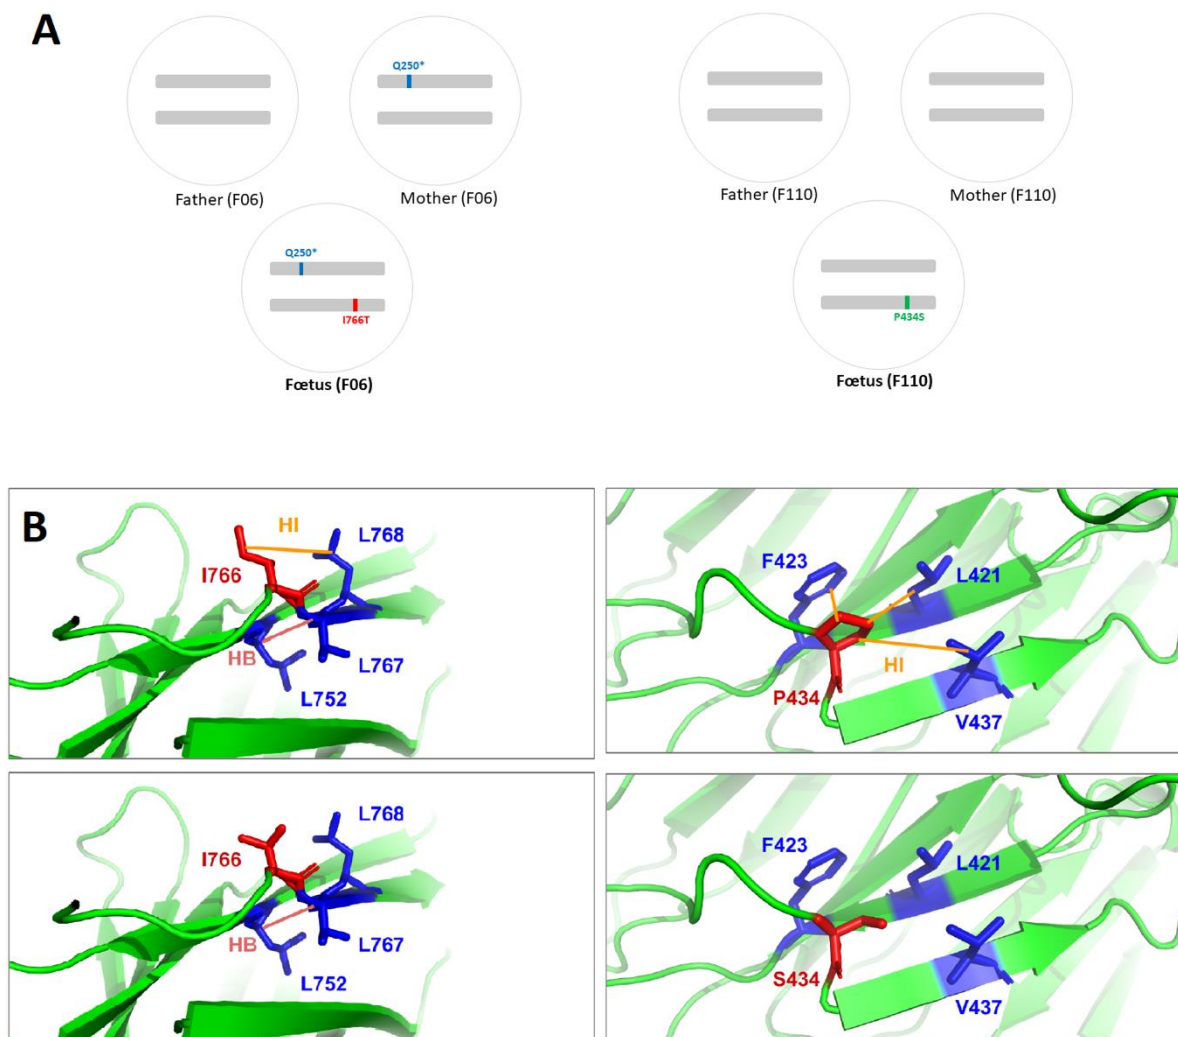 A
Q250*
Father (F06)
Mother (F06)
Q250*
I766T
Fœtus (F06)
Father (F110)
Mother (F110)
P434S
Fœtus (F110)
B
HI
L768
I766
HB
L767
L752
F423
L421
HI
P434
V437
L768
I766
HB
L767
L752
F423
L421
S434
V437